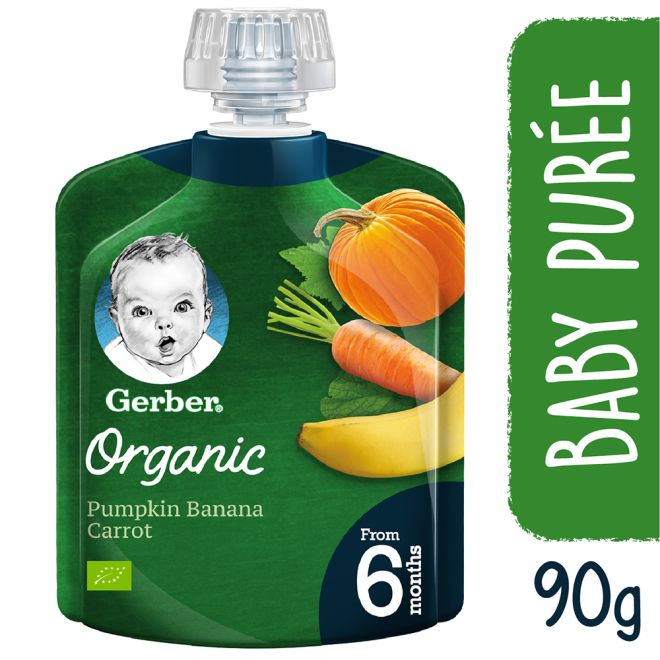 Gerber®
Organic
Pumpkin Banana
Carrot
From
6
months
BABY PURÉE
90g